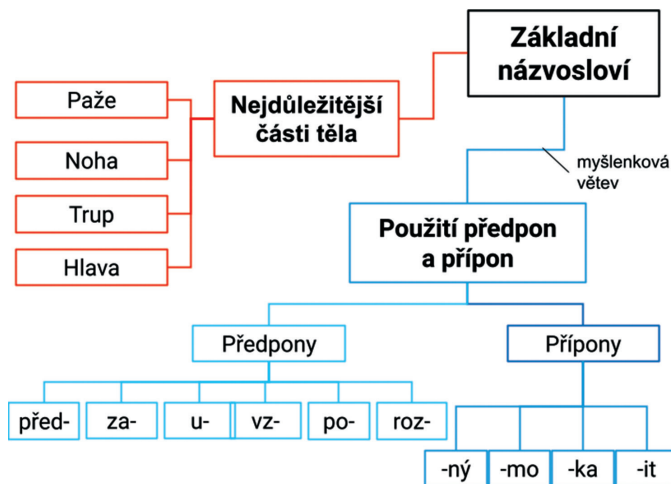 Základní
názvosloví
Nejdůležitější
části těla
Paže
Noha
Trup
Hlava
myšlenková
větev
Použití předpon
a přípon
Předpony
Přípony
před-
za-
u-
vz-
po-
roz-
-ný
-mo
-ka
-it